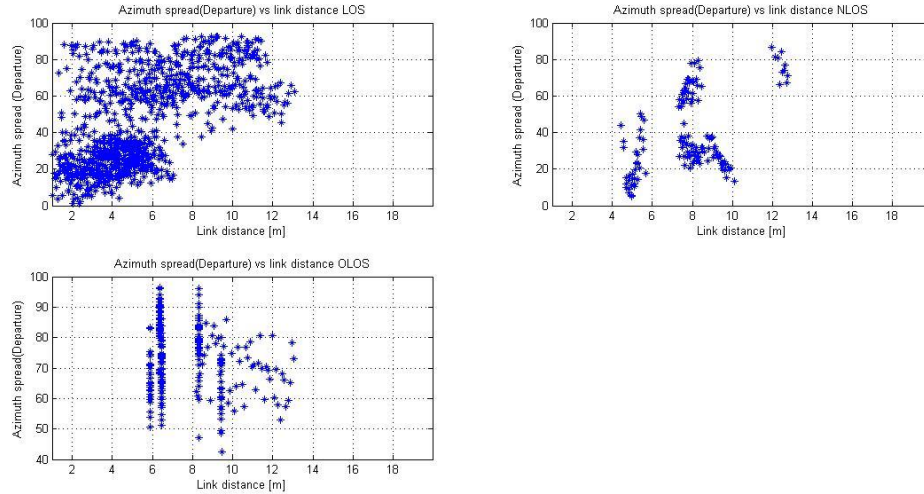 Azimuth spread(Departure) vs link distance LOS
Azimuth spread (Departure)
100
80
60
40
20
0
2 4 6 8 10 12 14 16 18
Link distance [m]
Azimuth spread(Departure) vs link distance NLOS
Azimuth spread (Departure)
100
80
60
40
20
0
2 4 6 8 10 12 14 16 18
Link distance [m]
Azimuth spread(Departure) vs link distance OLOS
Azimuth spread(Departure)
100
90
80
70
60
50
40
2 4 6 8 10 12 14 16 18
Link distance [m]